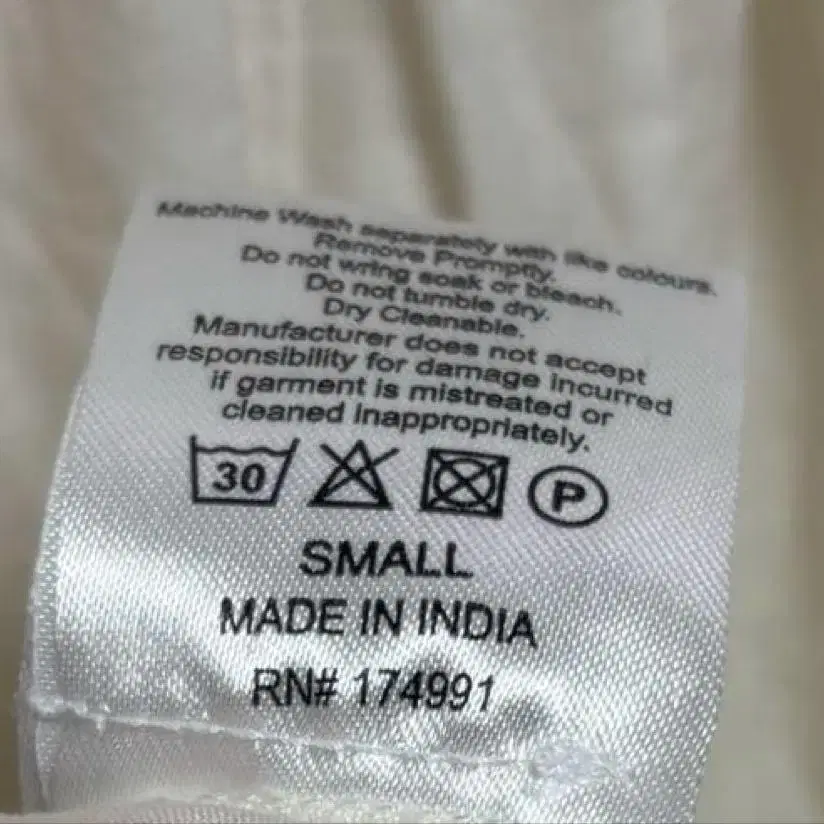 Machine Wash separately with like colours.
Remove Promptly.
Do not wring soak or bleach.
Do not tumble dry.
Dry Cleanable.
Manufacturer does not accept
responsibility for damage incurred
if garment is mistreated or
cleaned inappropriately.
30 P
SMALL
MADE IN INDIA
RN# 174991